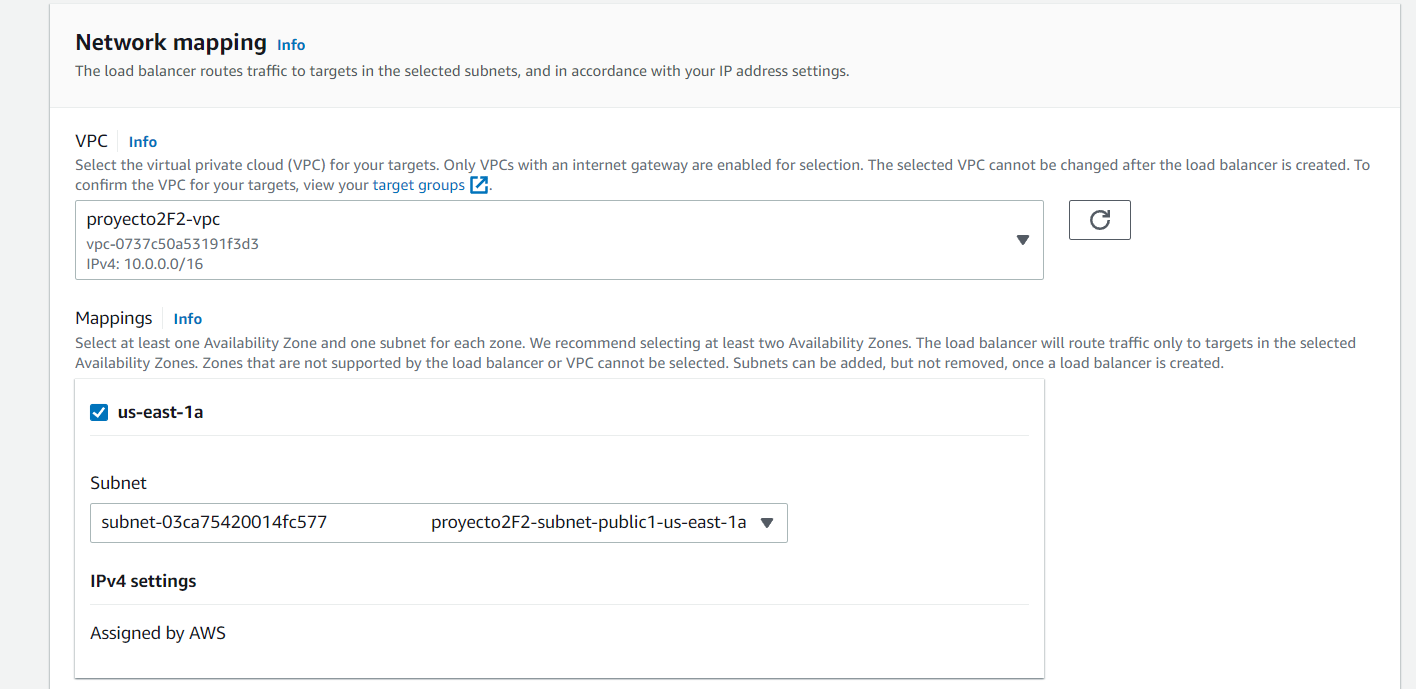 Network mapping Info
The load balancer routes traffic to targets in the selected subnets, and in accordance with your IP address settings.
VPC Info
Select the virtual private cloud (VPC) for your targets. Only VPCs with an internet gateway are enabled for selection. The selected VPC cannot be changed after the load balancer is created. To
confirm the VPC for your targets, view your target groups.
proyecto2F2-vpc
vpc-0737c50a53191f3d3
IPv4: 10.0.0.0/16
Mappings Info
Select at least one Availability Zone and one subnet for each zone. We recommend selecting at least two Availability Zones. The load balancer will route traffic only to targets in the selected
Availability Zones. Zones that are not supported by the load balancer or VPC cannot be selected. Subnets can be added, but not removed, once a load balancer is created.
us-east-1a
Subnet
subnet-03ca75420014fc577 proyecto2F2-subnet-public1-us-east-1a
IPv4 settings
Assigned by AWS